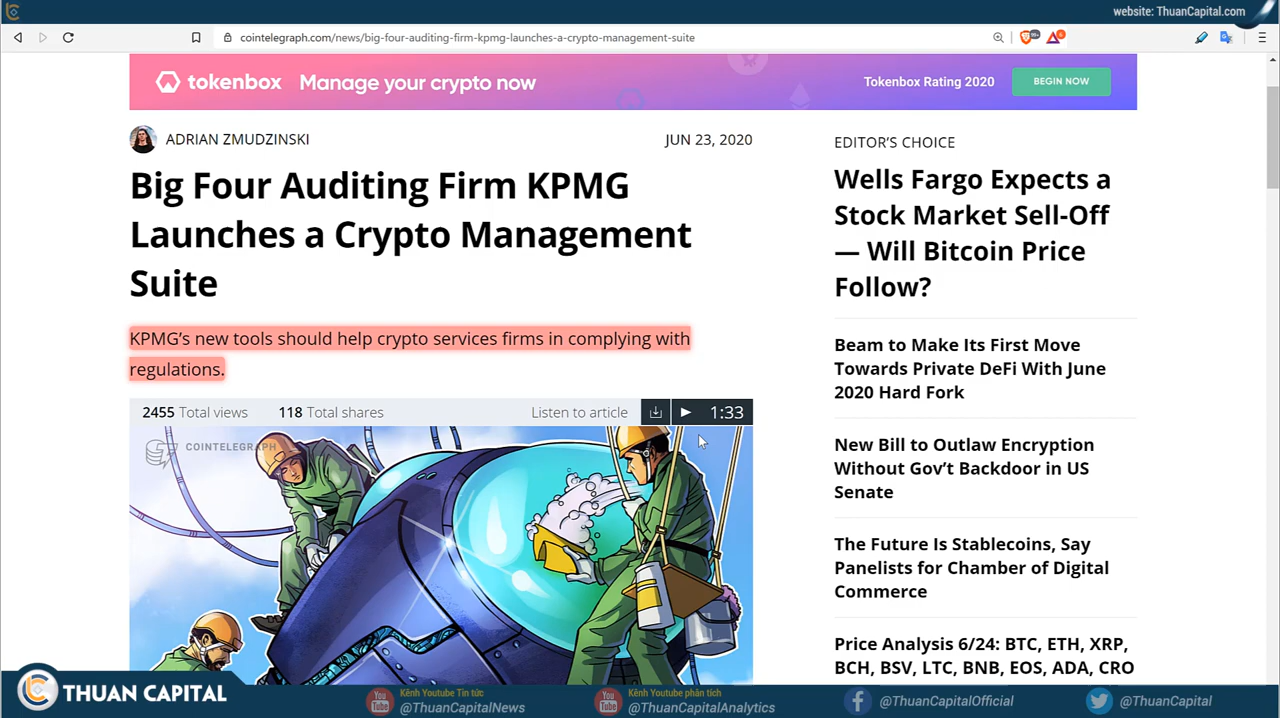 website: ThuanCapital.com
cointelegraph.com/news/big-four-auditing-firm-kpmg-launches-a-crypto-management-suite
tokenbox
Manage your crypto now
Tokenbox Rating 2020
BEGIN NOW
ADRIAN ZMUDZINSKI
JUN 23, 2020
Big Four Auditing Firm KPMG
Launches a Crypto Management
Suite
KPMG's new tools should help crypto services firms in complying with
regulations.
2455 Total views
118 Total shares
Listen to article
1:33
COINTELEGRAPH
EDITOR'S CHOICE
Wells Fargo Expects a
Stock Market Sell-Off
— Will Bitcoin Price
Follow?
Beam to Make Its First Move
Towards Private DeFi With June
2020 Hard Fork
New Bill to Outlaw Encryption
Without Gov't Backdoor in US
Senate
The Future Is Stablecoins, Say
Panelists for Chamber of Digital
Commerce
Price Analysis 6/24: BTC, ETH, XRP,
BCH, BSV, LTC, BNB, EOS, ADA, CRO
THUAN CAPITAL
You
Kênh Youtube Tin tức
@ThuanCapitalNews
You
Kênh Youtube phân tích
@ThuanCapitalAnalytics
@ThuanCapitalOfficial
@ThuanCapital